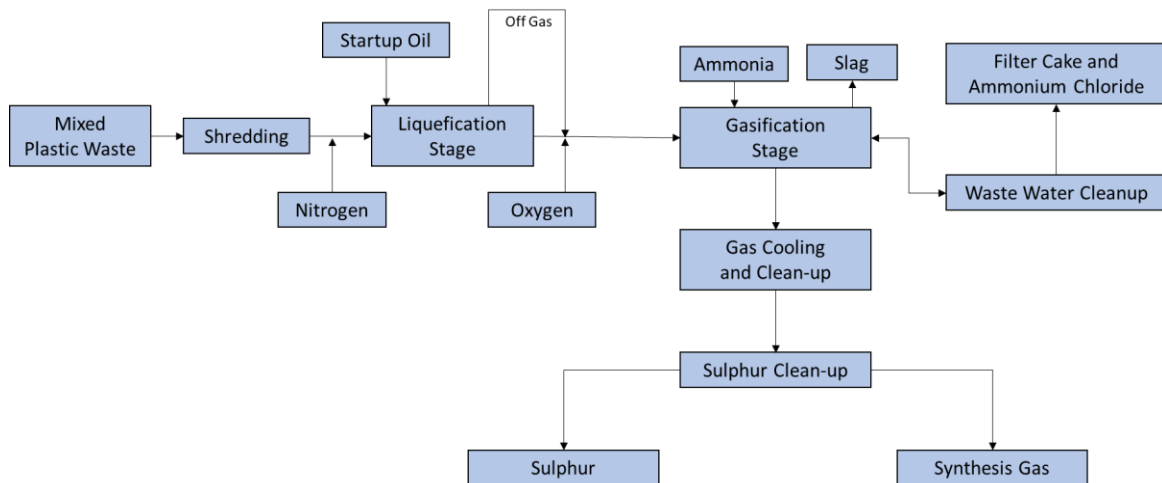 Off Gas
Startup Oil
Ammonia
Slag
Filter Cake and
Ammonium Chloride
Mixed
Plastic Waste
Shredding
Liquefication
Stage
Gasification
Stage
Nitrogen
Oxygen
Waste Water Cleanup
Gas Cooling
and Clean-up
Sulphur Clean-up
Sulphur
Synthesis Gas